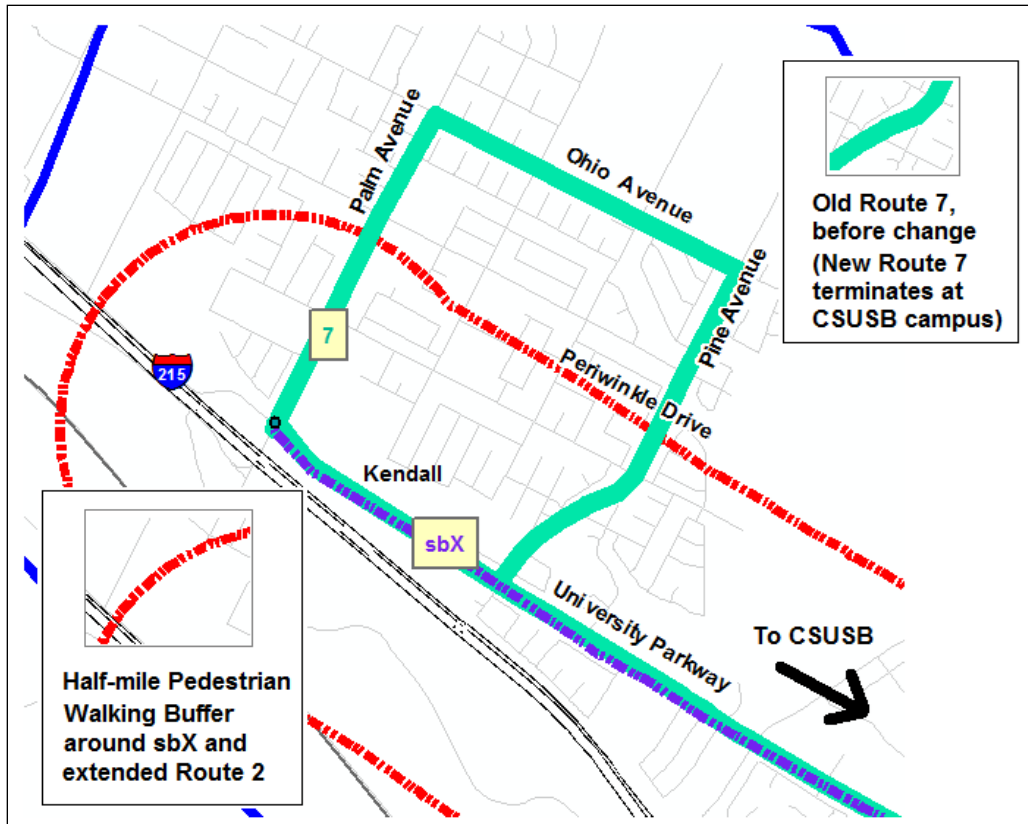 Palm Avenue
Ohio Avenue
Old Route 7,
before change
(New Route 7
terminates at
CSUSB campus)
Pine Avenue
7
Periwinkle Drive
215
Kendall
sbX
University Parkway
To CSUSB
Half-mile Pedestrian
Walking Buffer
around sbX and
extended Route 2